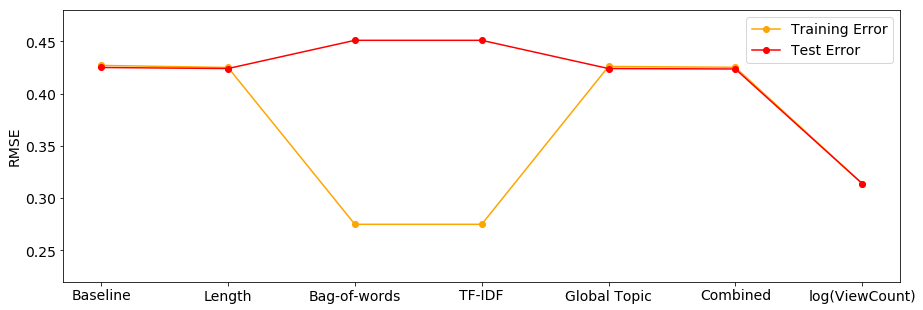 Training Error
Test Error
RMSE
0.45
0.40
0.35
0.30
0.25
Baseline Length Bag-of-words TF-IDF Global Topic Combined log(ViewCount)